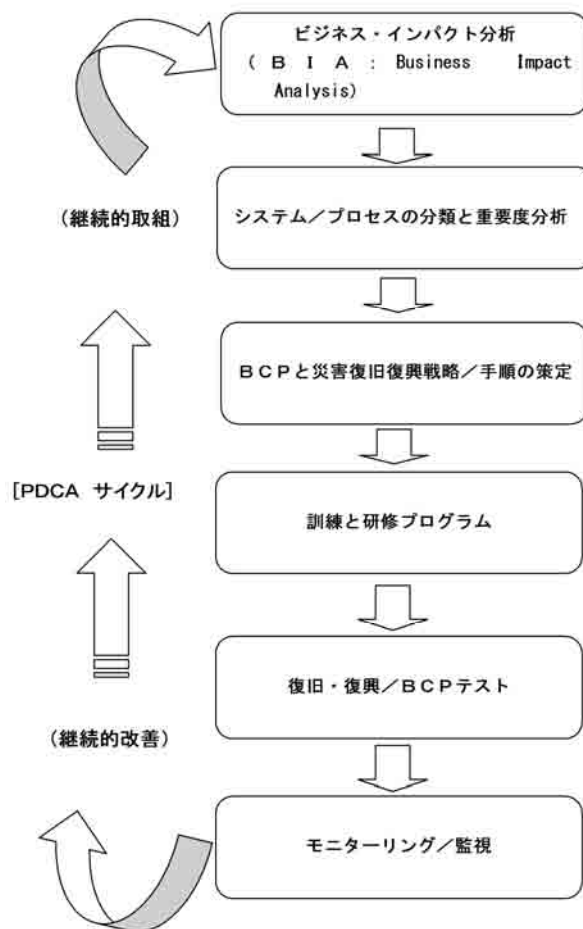 ビジネス・インパクト分析
(BIA:Business Impact
Analysis)
システム/プロセスの分類と重要度分析
(継続的取組)
BCPと災害復旧復興戦略/手順の策定
[PDCA サイクル]
訓練と研修プログラム
復旧・復興/BCPテスト
(継続的改善)
モニターリング/監視